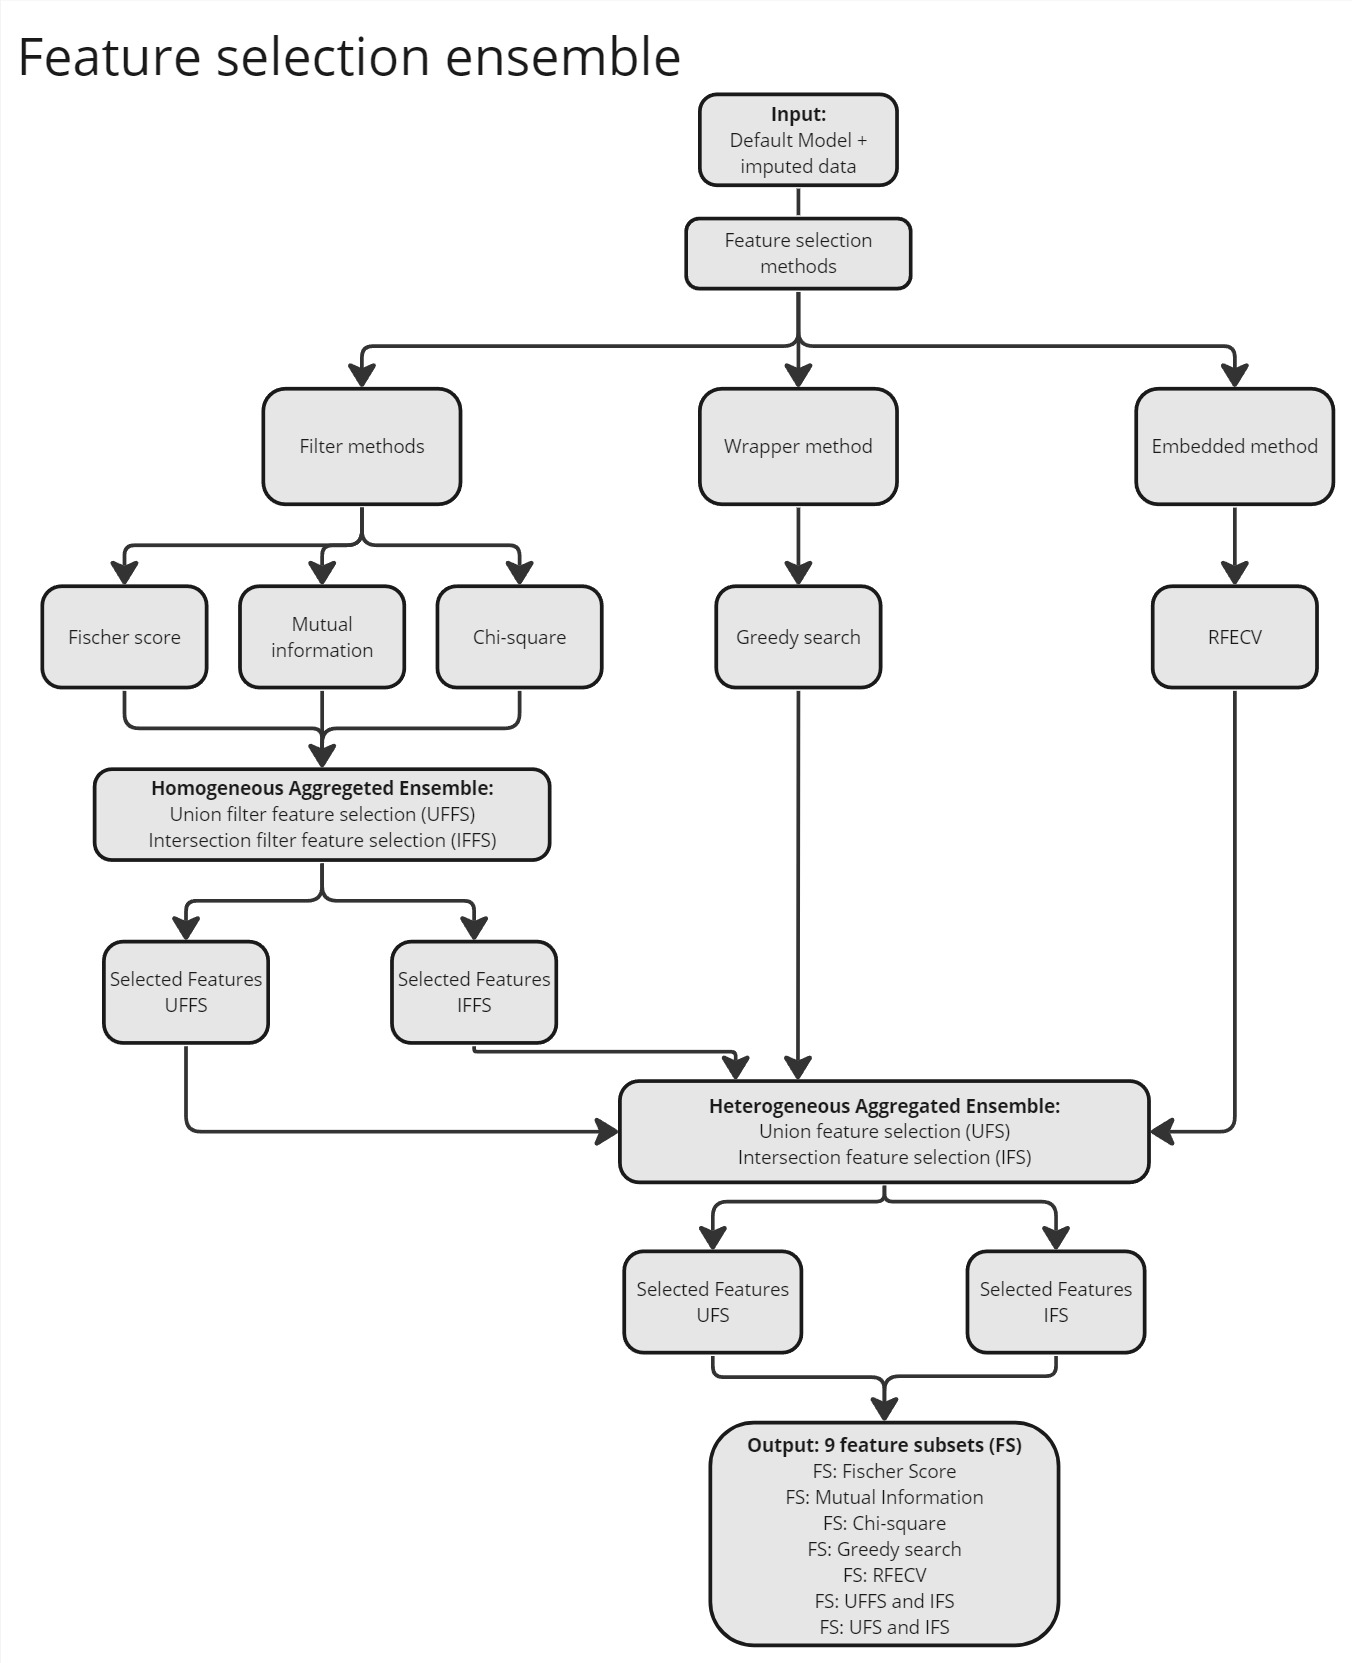 Feature selection ensemble
Input:
Default Model +
imputed data
Feature selection
methods
Filter methods
Wrapper method
Embedded method
Fischer score
Mutual
information
Chi-square
Greedy search
RFECV
Homogeneous Aggregeted Ensemble:
Union filter feature selection (UFFS)
Intersection filter feature selection (IFFS)
Selected Features
UFFS
Selected Features
IFFS
Heterogeneous Aggregated Ensemble:
Union feature selection (UFS)
Intersection feature selection (IFS)
Selected Features
UFS
Selected Features
IFS
Output: 9 feature subsets (FS)
FS: Fischer Score
FS: Mutual Information
FS: Chi-square
FS: Greedy search
FS: RFECV
FS: UFFS and IFS
FS: UFS and IFS